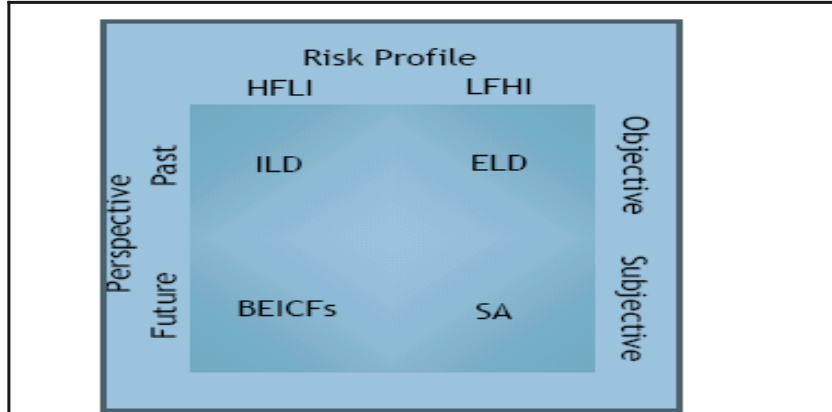 Risk Profile
HFLI LFHI
Perspective
Past
ILD ELD
Objective
Future
BEICFs SA
Subjective